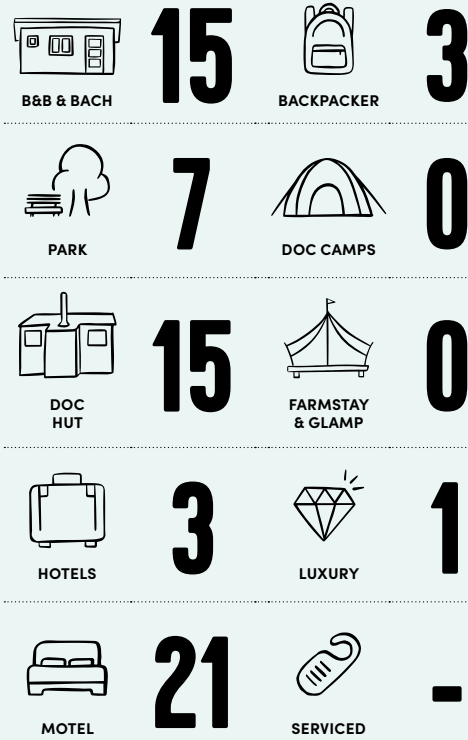 15
3
B&B & BACH
BACKPACKER
7
0
PARK
DOC CAMPS
15
0
DOC
HUT
FARMSTAY
& GLAMP
3
1
HOTELS
LUXURY
21
-
MOTEL
SERVICED